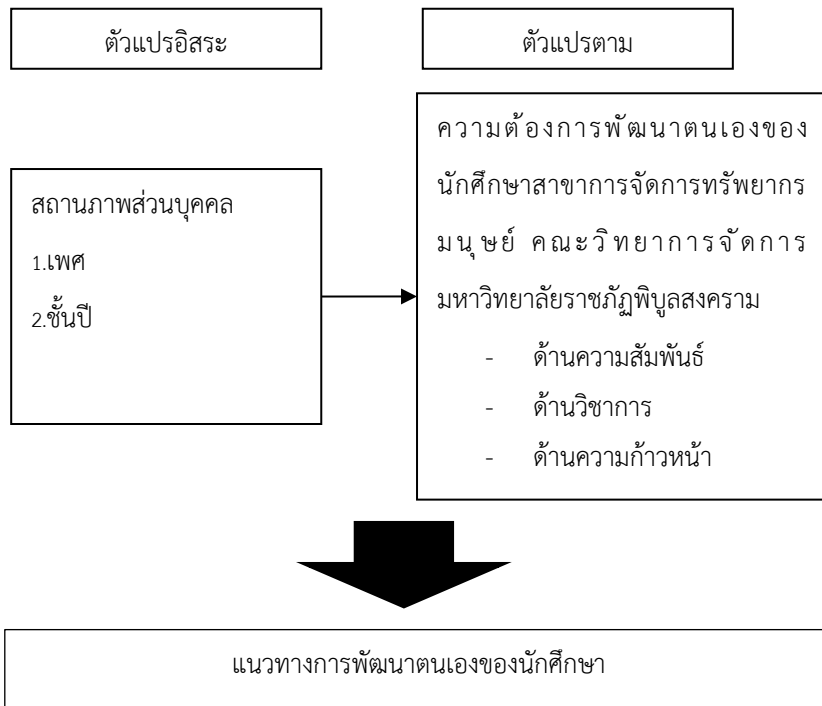 ตัวแปรอิสระ
ตัวแปรตาม
สถานภาพส่วนบุคคล
1.เพศ
2.ชั้นปี
ความต้องการพัฒนาตนเองของ
นักศึกษาสาขาการจัดการทรัพยากร
มนุษย์ คณะวิทยาการจัดการ
มหาวิทยาลัยราชภัฏพิบูลสงคราม
- ด้านความสัมพันธ์
- ด้านวิชาการ
- ด้านความก้าวหน้า
แนวทางการพัฒนาตนเองของนักศึกษา